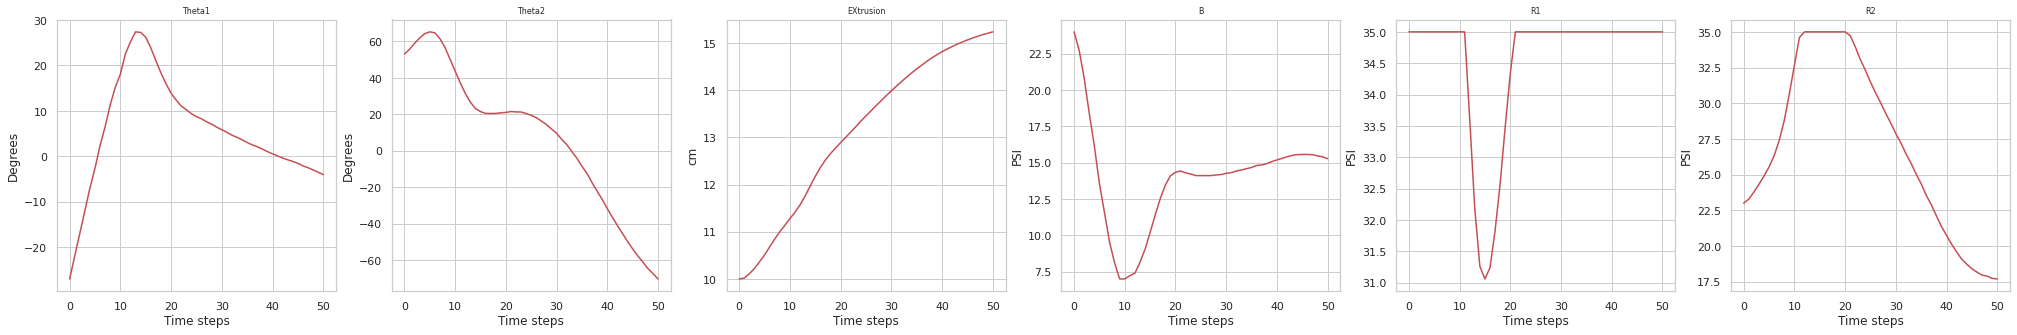 Theta1
Degrees
30
20
10
0
−10
−20
0 10 20 30 40 50
Time steps
Theta2
Degrees
60
40
20
0
−20
−40
−60
0 10 20 30 40 50
Time steps
EXtrusion
cm
15
14
13
12
11
10
0 10 20 30 40 50
Time steps
B
PSI
22.5
20.0
17.5
15.0
12.5
10.0
7.5
0 10 20 30 40 50
Time steps
R1
PSI
35.0
34.5
34.0
33.5
33.0
32.5
32.0
31.5
31.0
0 10 20 30 40 50
Time steps
R2
PSI
35.0
32.5
30.0
27.5
25.0
22.5
20.0
17.5
0 10 20 30 40 50
Time steps